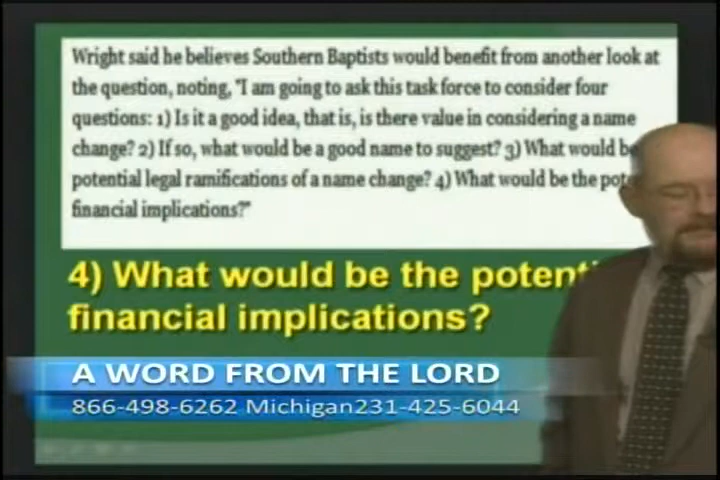 Wright said he believes Southern Baptists would benefit from another look at
the question, noting, "I am going to ask this task force to consider four
questions: 1) Is it a good idea, that is, is there value in considering a name
change? 2) If so, what would be a good name to suggest? 3) What would be
potential legal ramifications of a name change? 4) What would be the pote
financial implications?"
4) What would be the potenti
financial implications?
A WORD FROM THE LORD
866-498-6262 Michigan231-425-6044